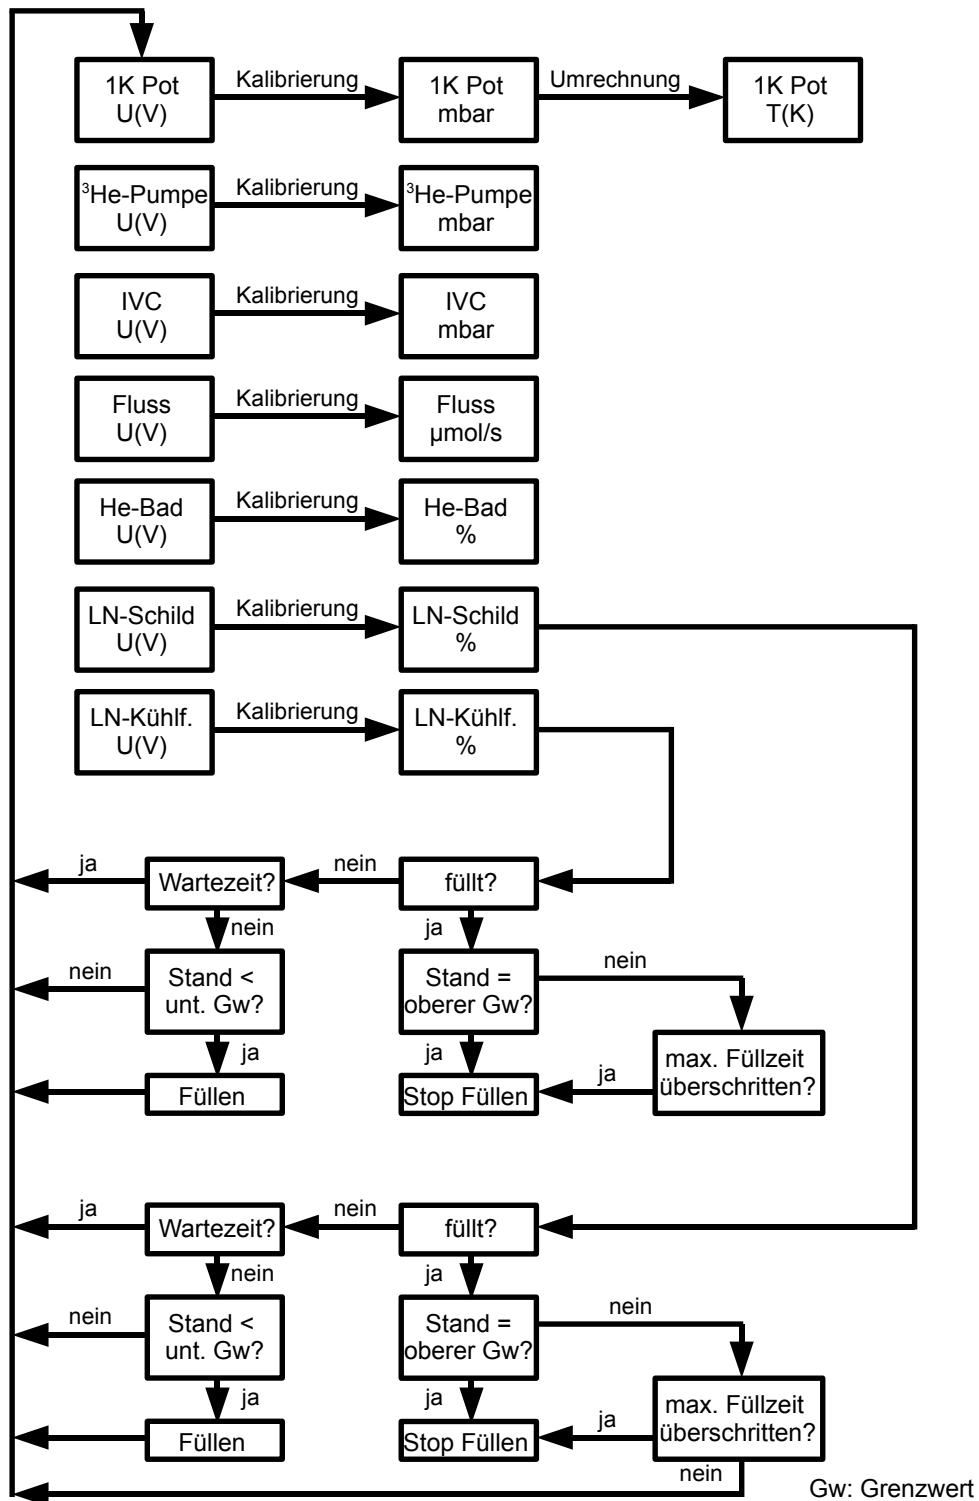 1K Pot
U(V)
Kalibrierung
1K Pot
mbar
Umrechnung
1K Pot
T(K)
³He-Pumpe
U(V)
Kalibrierung
³He-Pumpe
mbar
IVC
U(V)
Kalibrierung
IVC
mbar
Fluss
U(V)
Kalibrierung
Fluss
µmol/s
He-Bad
U(V)
Kalibrierung
He-Bad
%
LN-Schild
U(V)
Kalibrierung
LN-Schild
%
LN-Kühlf.
U(V)
Kalibrierung
LN-Kühlf.
%
ja
Wartezeit?
nein
füllt?
nein
ja
nein
Stand <
unt. Gw?
Stand =
oberer Gw?
nein
ja
ja
max. Füllzeit
überschritten?
Füllen
Stop Füllen
ja
ja
Wartezeit?
nein
füllt?
nein
ja
nein
Stand <
unt. Gw?
Stand =
oberer Gw?
nein
ja
ja
max. Füllzeit
überschritten?
Füllen
Stop Füllen
ja
nein
Gw: Grenzwert